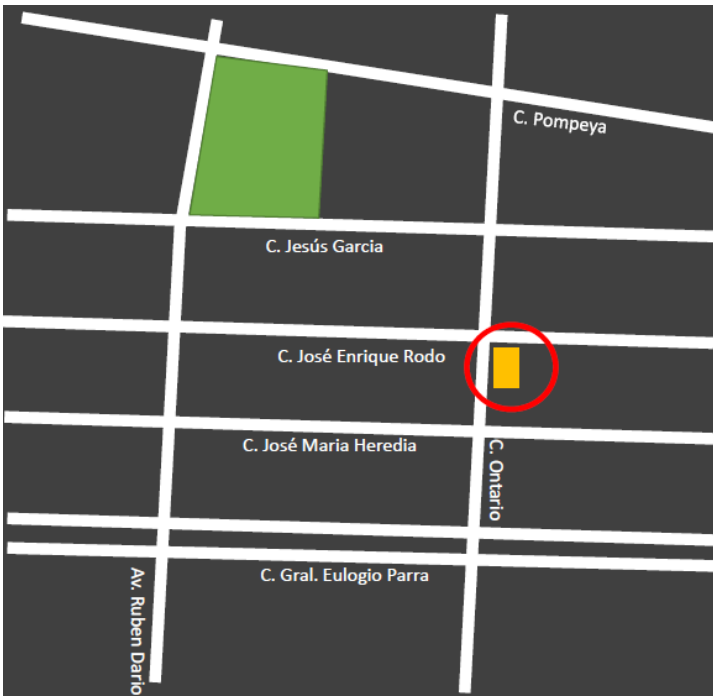 C. Pompeya
C. Jesús Garcia
C. José Enrique Rodo
C. José Maria Heredia
C. Ontario
C. Gral. Eulogio Parra
Av. Ruben Dario